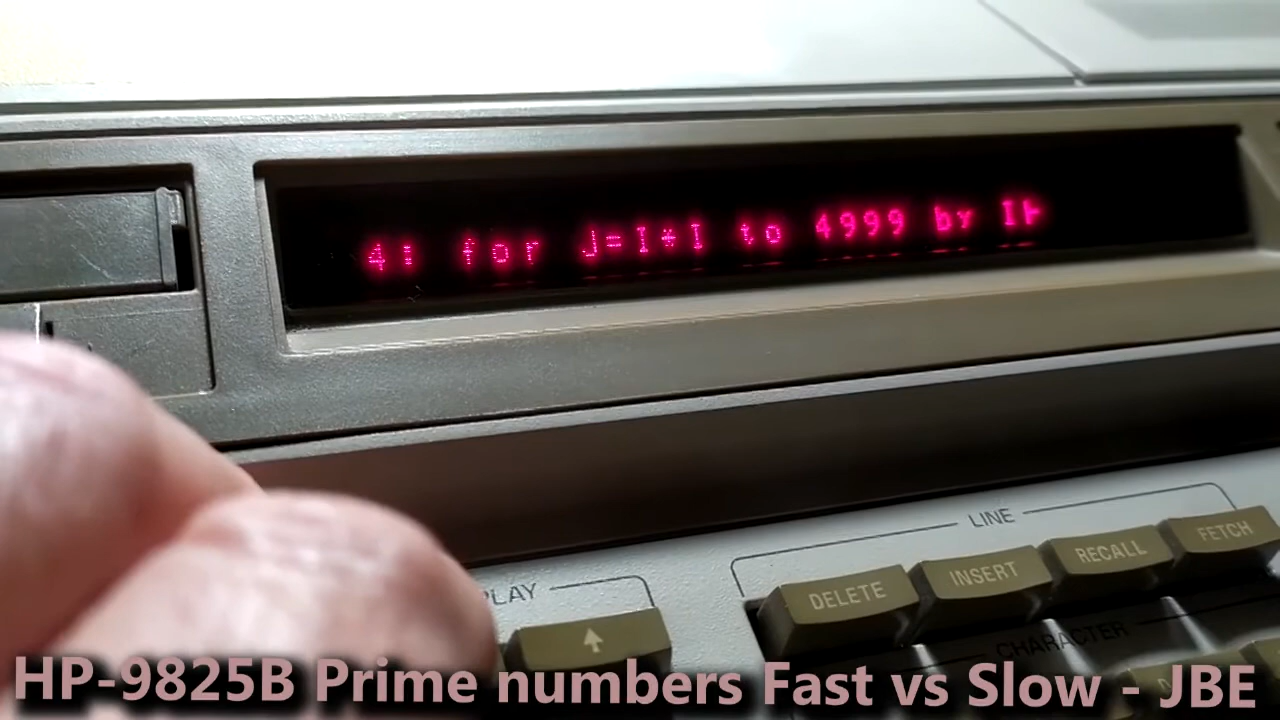 4: for J=I*I to 4999 by I⊢
LINE
PLAY
DELETE INSERT RECALL FETCH
CHARACTER
HP-9825B Prime numbers Fast vs Slow - JBE